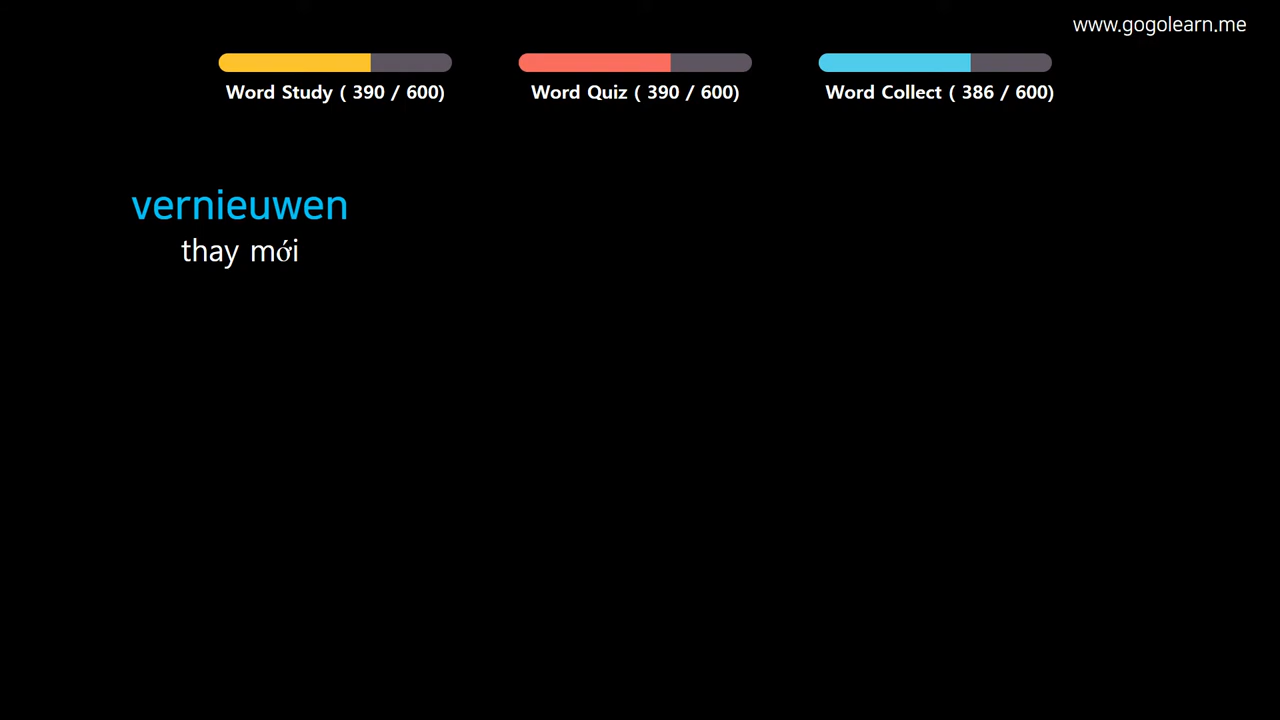 www.gogolearn.me
Word Study ( 390 / 600)
Word Quiz ( 390 / 600)
Word Collect ( 386 / 600)
vernieuwen
thay mới